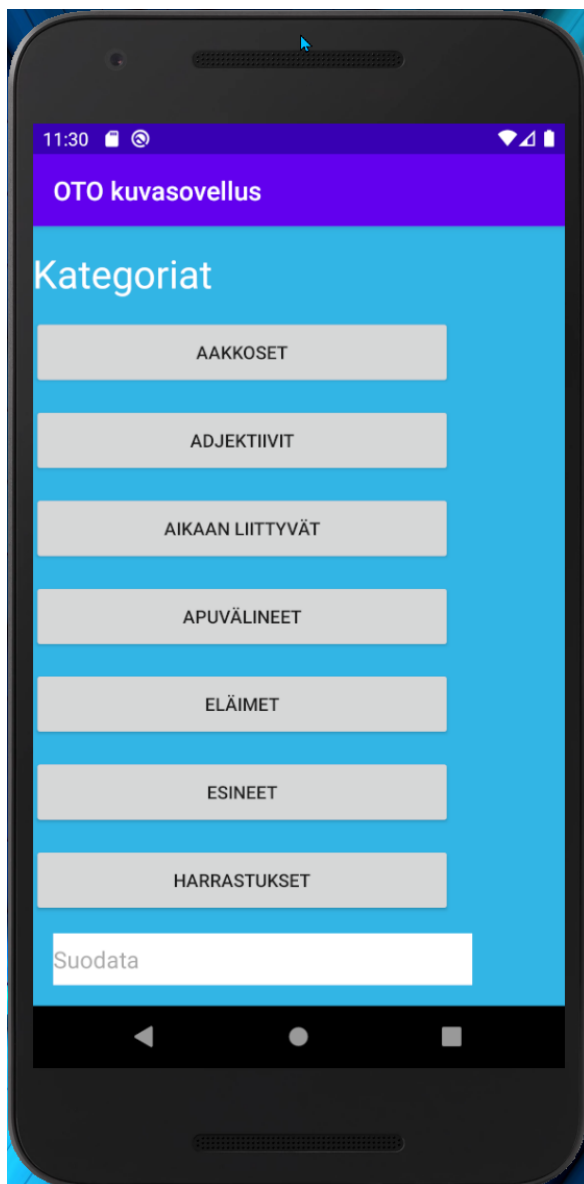 11:30
OTO kuvasovellus
Kategoriat
AAKKOSET
ADJEKTIIVIT
AIKAAN LIITTYVÄT
APUVÄLINEET
ELÄIMET
ESINEET
HARRASTUKSET
Suodata